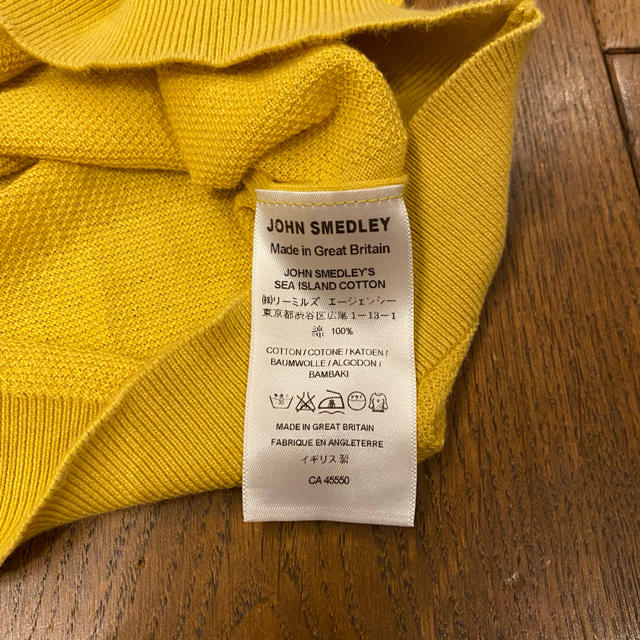 JOHN SMEDLEY
Made in Great Britain
JOHN SMEDLEY'S
SEA ISLAND COTTON
㈱リーミルズ エージェンシー
東京都渋谷区広尾1-13-1
綿 100%
COTTON / COTONE / KATOEN /
BAUMWOLLE / ALGODON /
BAMBAKI
MADE IN GREAT BRITAIN
FABRIQUE EN ANGLETERRE
イギリス製
CA 45550